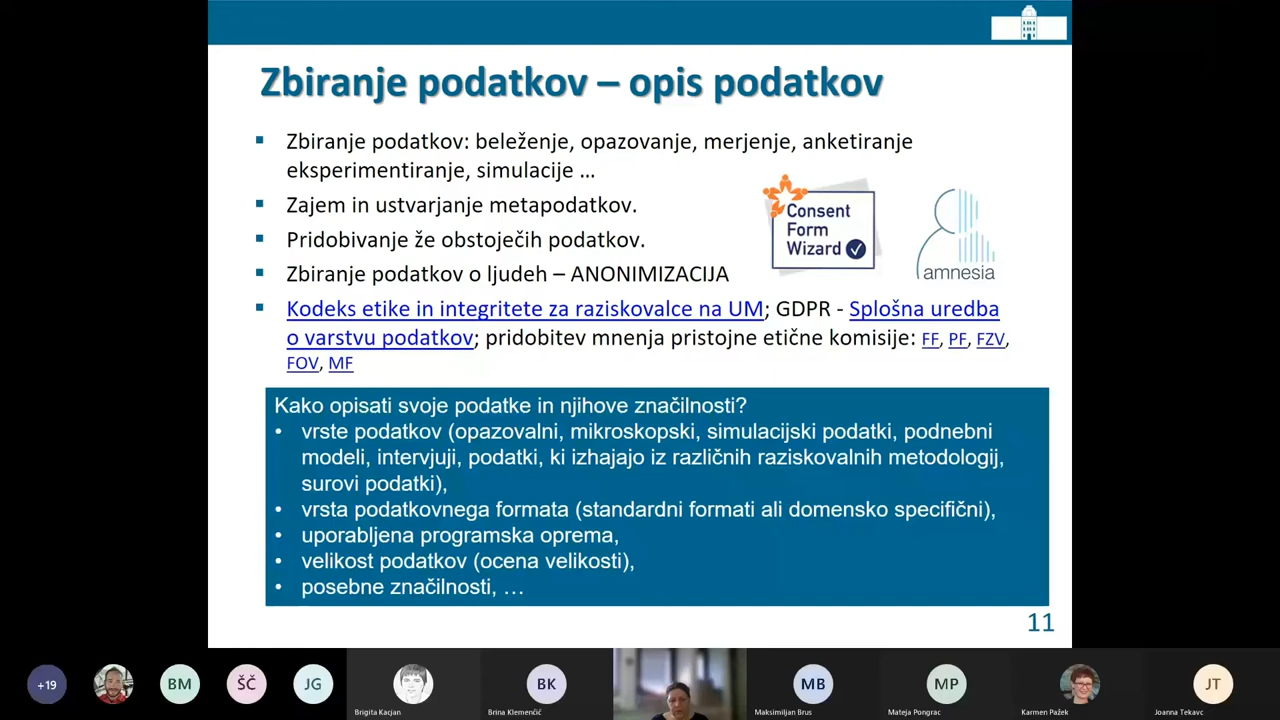 Zbiranje podatkov – opis podatkov
Zbiranje podatkov: beleženje, opazovanje, merjenje, anketiranje
eksperimentiranje, simulacije ...
Zajem in ustvarjanje metapodatkov.
Pridobivanje že obstoječih podatkov.
Zbiranje podatkov o ljudeh – ANONIMIZACIJA
Consent
Form
Wizard
amnesia
Kodeks etike in integritete za raziskovalce na UM; GDPR - Splošna uredba
o varstvu podatkov; pridobitev mnenja pristojne etične komisije: FF, PF, FZV,
FOV, MF
Kako opisati svoje podatke in njihove značilnosti?
• vrste podatkov (opazovalni, mikroskopski, simulacijski podatki, podnebni
modeli, intervjuji, podatki, ki izhajajo iz različnih raziskovalnih metodologij,
surovi podatki),
• vrsta podatkovnega formata (standardni formati ali domensko specifični),
• uporabljena programska oprema,
• velikost podatkov (ocena velikosti),
• posebne značilnosti, …
11
+19
BM
ŠČ
JG
BK
MB
MP
JT
Brigita Kacjan
Brina Klemenčič
Maksimiljan Brus
Mateja Pongrac
Karmen Pažek
Joanna Tekavc